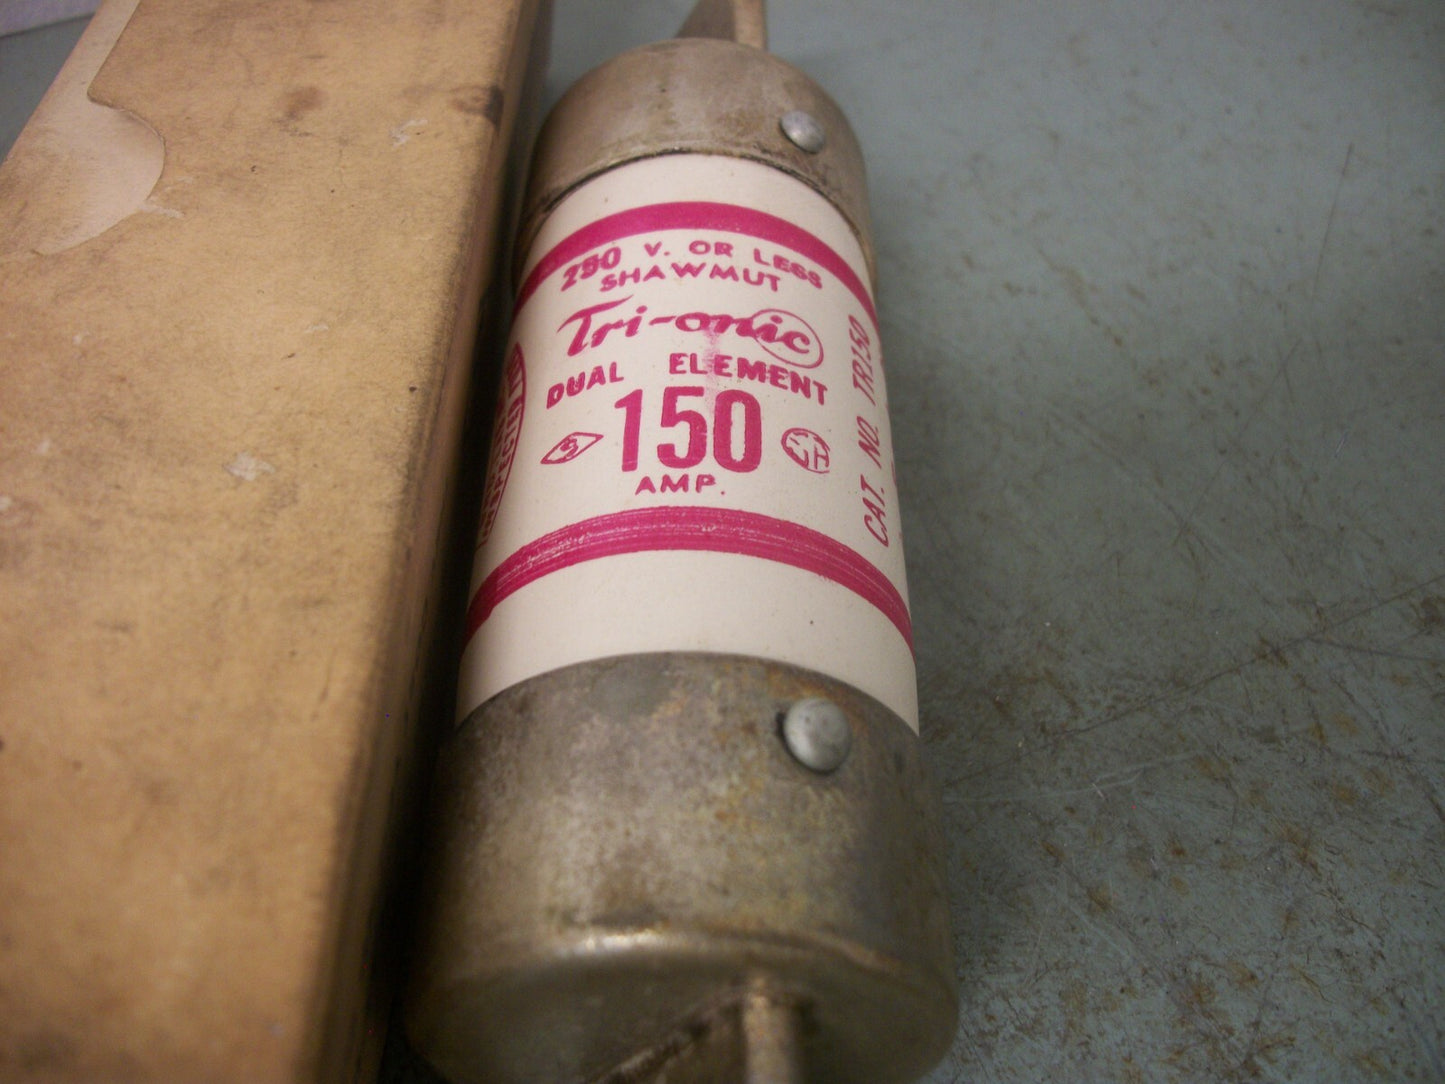 250 V. OR LESS
SHAWMUT
Tri-onic
DUAL ELEMENT
150
AMP.
CAT. NO. TR150